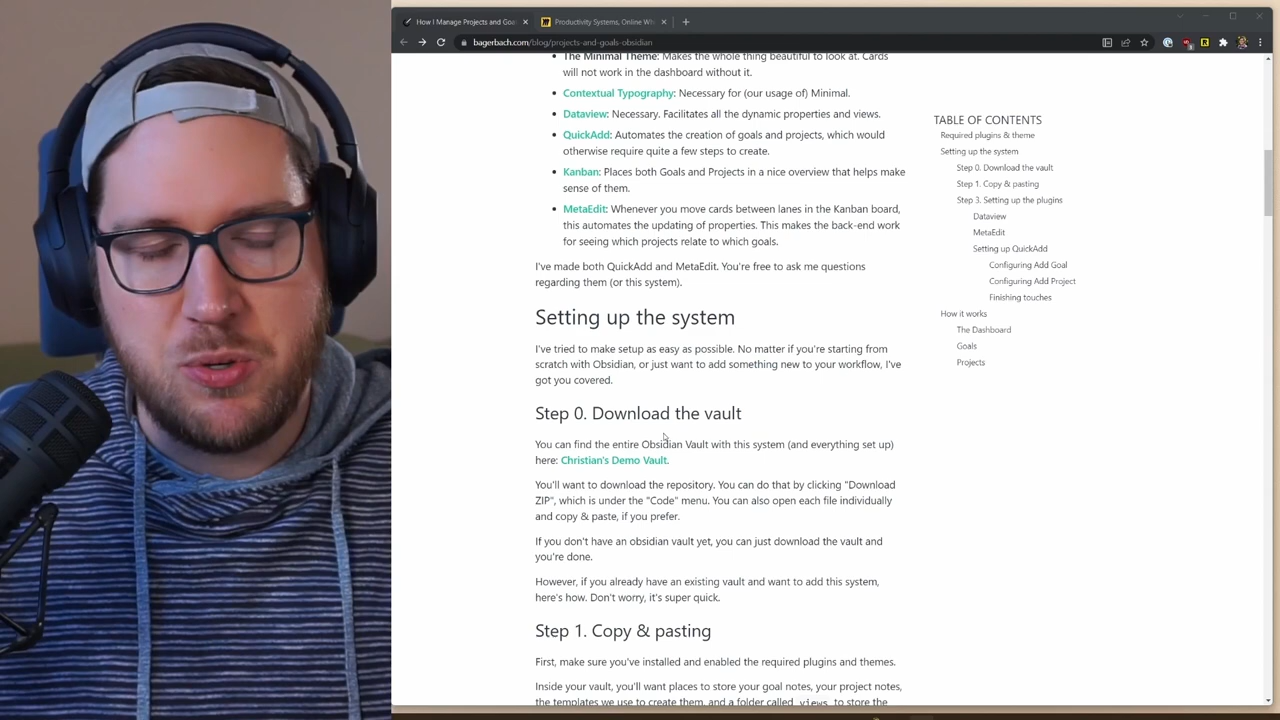 How I Manage Projects and Goa
Productivity Systems, Online Wr
bagerbach.com/blog/projects-and-goals-obsidian
The Minimal Theme: Makes the whole thing beautiful to look at. Cards
will not work in the dashboard without it.
Contextual Typography: Necessary for (our usage of) Minimal.
Dataview: Necessary. Facilitates all the dynamic properties and views.
QuickAdd: Automates the creation of goals and projects, which would
otherwise require quite a few steps to create.
Kanban: Places both Goals and Projects in a nice overview that helps make
sense of them.
MetaEdit: Whenever you move cards between lanes in the Kanban board,
this automates the updating of properties. This makes the back-end work
for seeing which projects relate to which goals.
I've made both QuickAdd and MetaEdit. You're free to ask me questions
regarding them (or this system).
Setting up the system
I've tried to make setup as easy as possible. No matter if you're starting from
scratch with Obsidian, or just want to add something new to your workflow, I've
got you covered.
Step 0. Download the vault
You can find the entire Obsidian Vault with this system (and everything set up)
here: Christian's Demo Vault.
You'll want to download the repository. You can do that by clicking "Download
ZIP", which is under the "Code" menu. You can also open each file individually
and copy & paste, if you prefer.
If you don't have an obsidian vault yet, you can just download the vault and
you're done.
However, if you already have an existing vault and want to add this system,
here's how. Don't worry, it's super quick.
Step 1. Copy & pasting
First, make sure you've installed and enabled the required plugins and themes.
Inside your vault, you'll want places to store your goal notes, your project notes,
the templates we use to create them, and a folder called views, to store the
TABLE OF CONTENTS
Required plugins & theme
Setting up the system
Step 0. Download the vault
Step 1. Copy & pasting
Step 3. Setting up the plugins
Dataview
MetaEdit
Setting up QuickAdd
Configuring Add Goal
Configuring Add Project
Finishing touches
How it works
The Dashboard
Goals
Projects